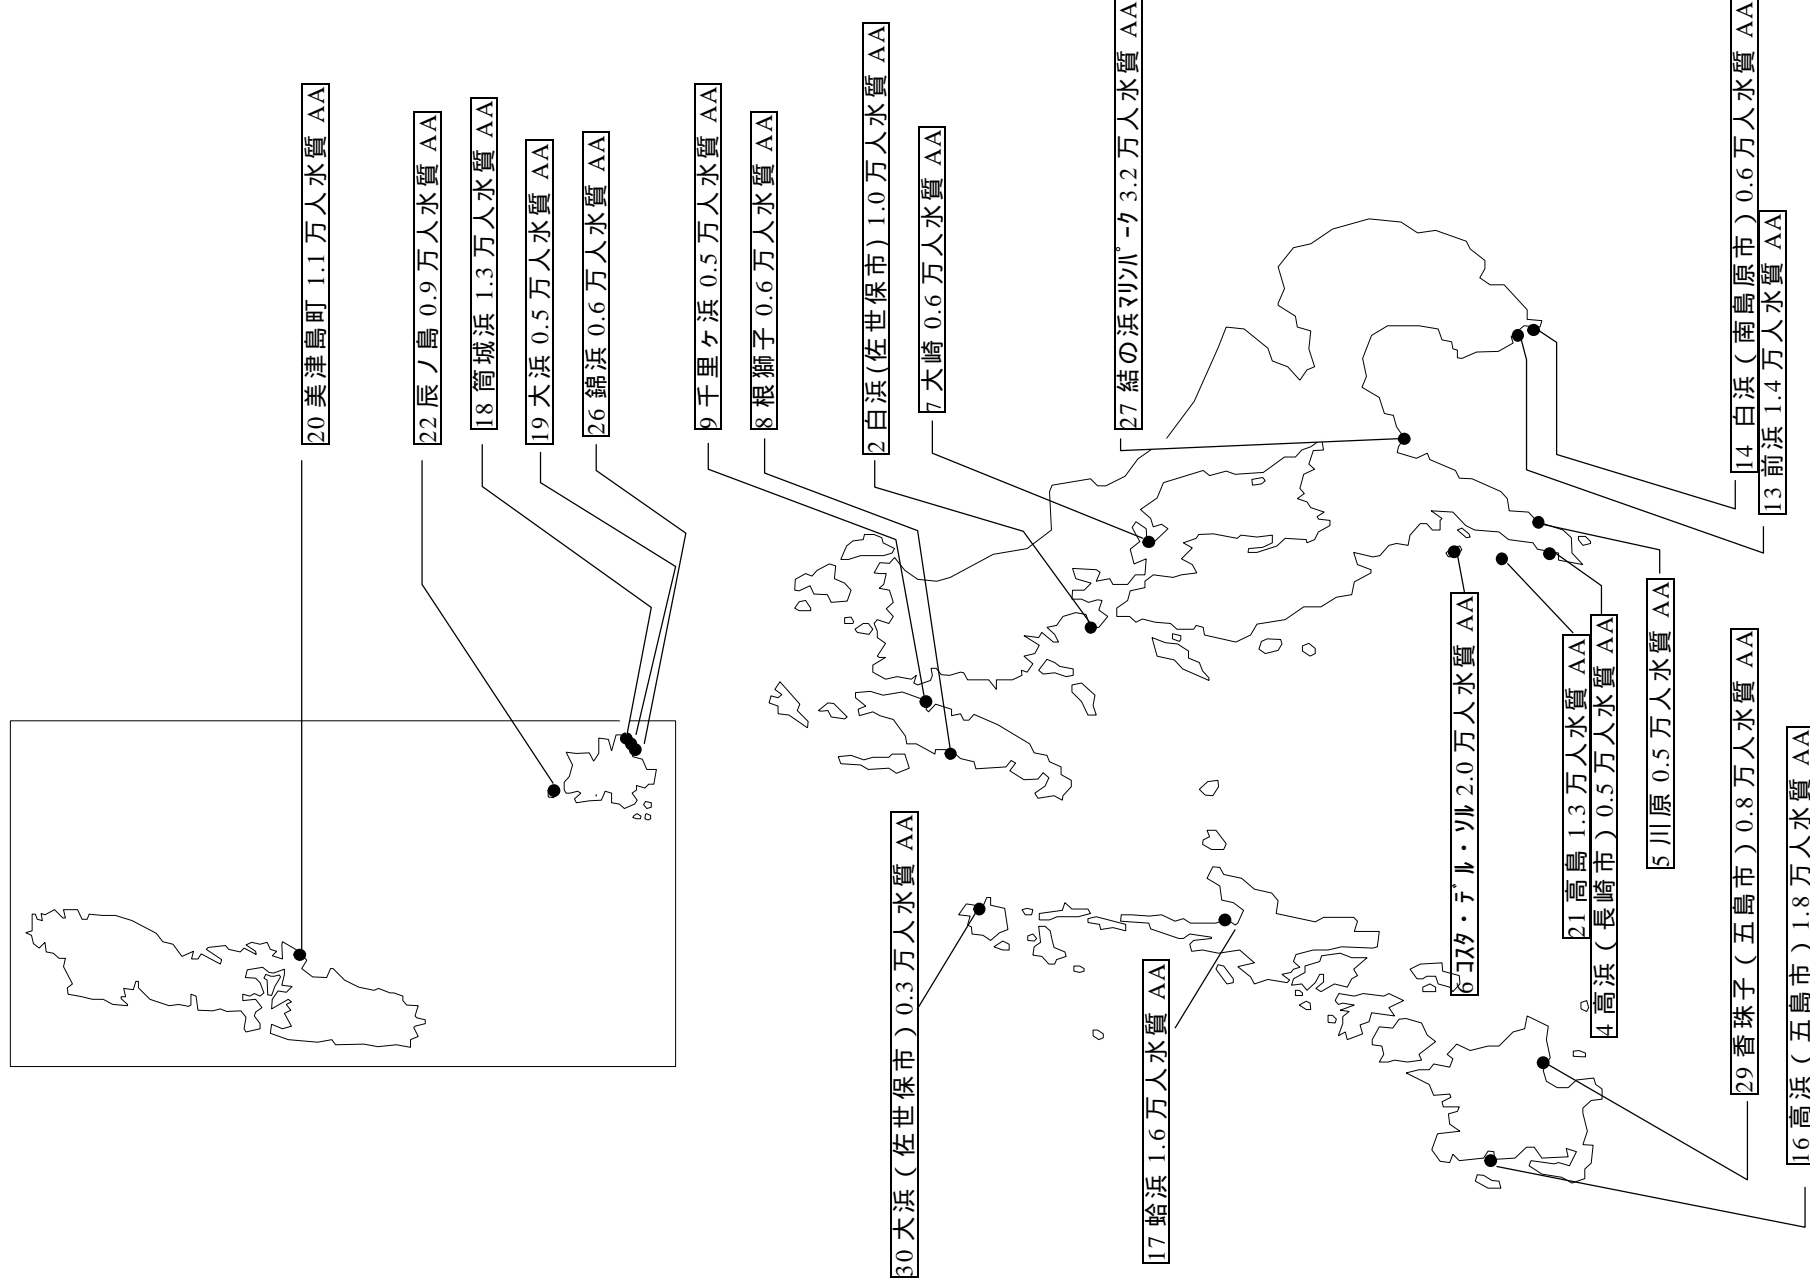 20 美津島町 1.1 万人水質 AA
22 辰ノ島 0.9 万人水質 AA
18 筒城浜 1.3 万人水質 AA
19 大浜 0.5 万人水質 AA
26 錦浜 0.6 万人水質 AA
9 千里ヶ浜 0.5 万人水質 AA
8 根獅子 0.6 万人水質 AA
2 白浜(佐世保市) 1.0 万人水質 AA
7 大崎 0.6 万人水質 AA
27 結の浜ﾏﾘﾝﾊﾟｰｸ 3.2 万人水質 AA
14 白浜（南島原市）0.6 万人水質 AA
13 前浜 1.4 万人水質 AA
30 大浜（佐世保市）0.3 万人水質 AA
17 蛤浜 1.6 万人水質 AA
6 ｺｽﾀ・ﾃﾞﾙ・ｿﾙ 2.0 万人水質 AA
21 高島 1.3 万人水質 AA
4 高浜（長崎市）0.5 万人水質 AA
5 川原 0.5 万人水質 AA
29 香珠子（五島市）0.8 万人水質 AA
16 高浜（五島市）1.8 万人水質 AA